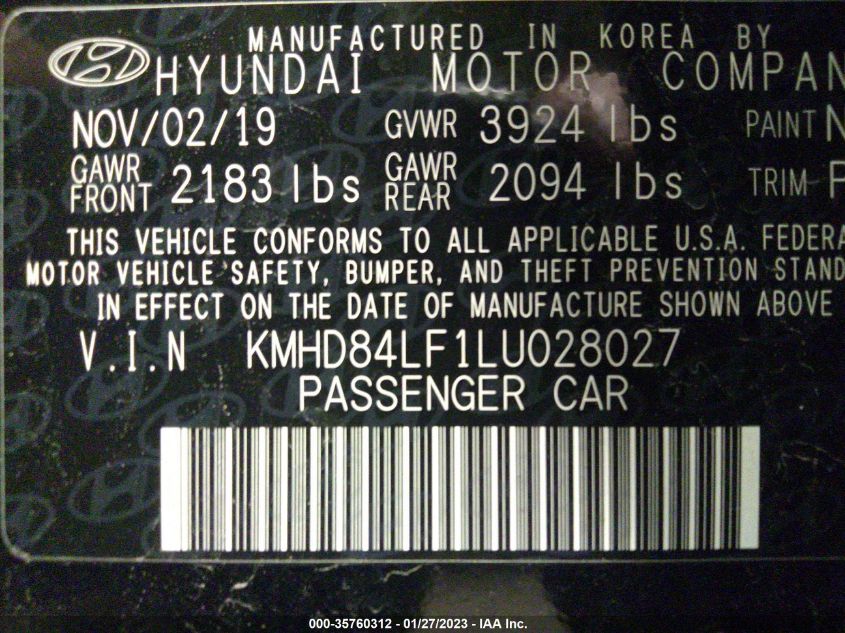 MANUFACTURED IN KOREA BY
HYUNDAI MOTOR COMPAN
NOV/02/19 GVWR 3924 lbs PAINT N
GAWR FRONT 2183 lbs GAWR REAR 2094 lbs TRIM P
THIS VEHICLE CONFORMS TO ALL APPLICABLE U.S.A. FEDERA
MOTOR VEHICLE SAFETY, BUMPER, AND THEFT PREVENTION STAND
IN EFFECT ON THE DATE OF MANUFACTURE SHOWN ABOVE
V.I.N KMHD84LF1LU028027
PASSENGER CAR
000-35760312 - 01/27/2023 - IAA Inc.